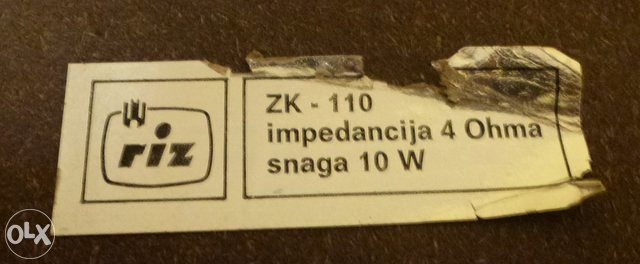 riz
ZK - 110
impedancija 4 Ohma
snaga 10 W
OLX